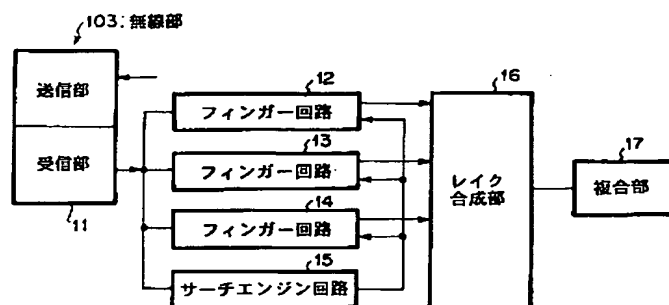 103:無線部
送信部
受信部
11
12
フィンガー回路
13
フィンガー回路
14
フィンガー回路
15
サーチエンジン回路
16
レイク
合成部
17
複合部